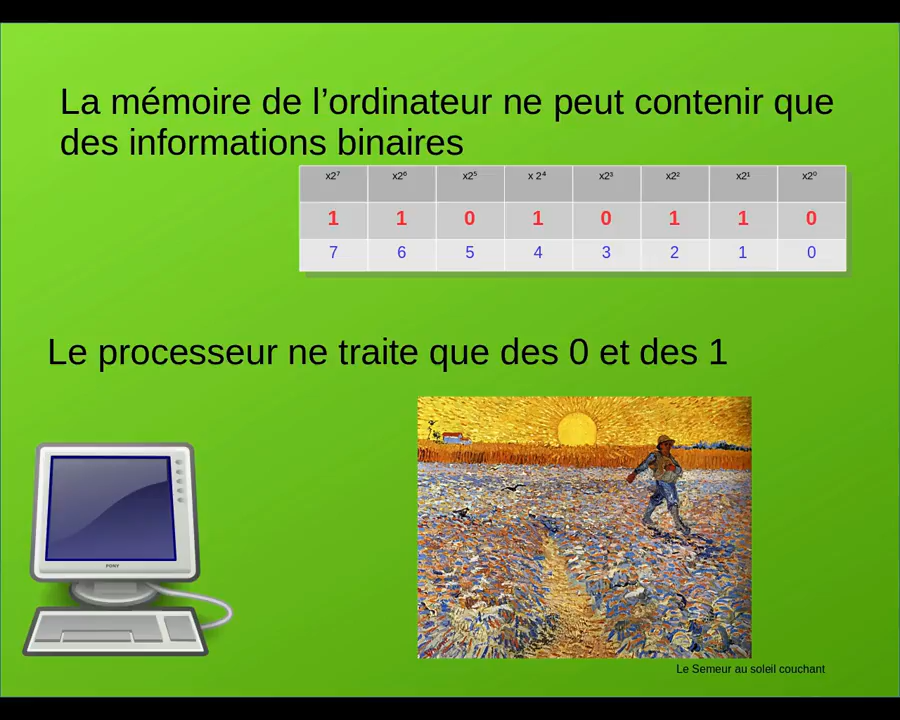 La mémoire de l’ordinateur ne peut contenir que
des informations binaires
x2⁷ x2⁶ x2⁵ x 2⁴ x2³ x2² x2¹ x2⁰
1 1 0 1 0 1 1 0
7 6 5 4 3 2 1 0
Le processeur ne traite que des 0 et des 1
PONY
Le Semeur au soleil couchant